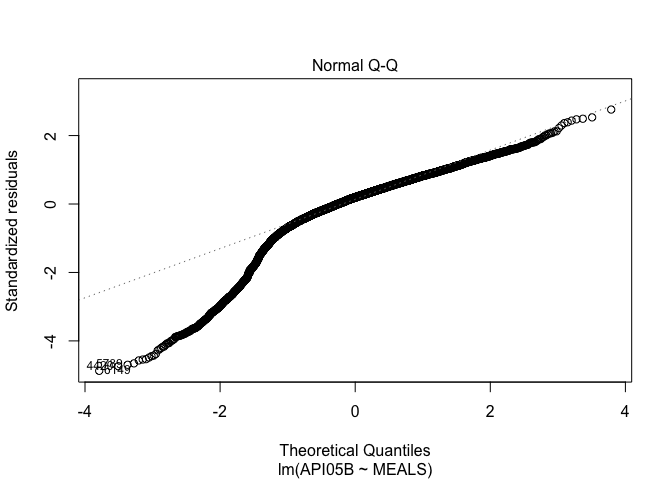 Normal Q-Q
Standardized residuals
2
0
-2
-4
-4
-2
0
2
4
Theoretical Quantiles
lm(API05B ~ MEALS)